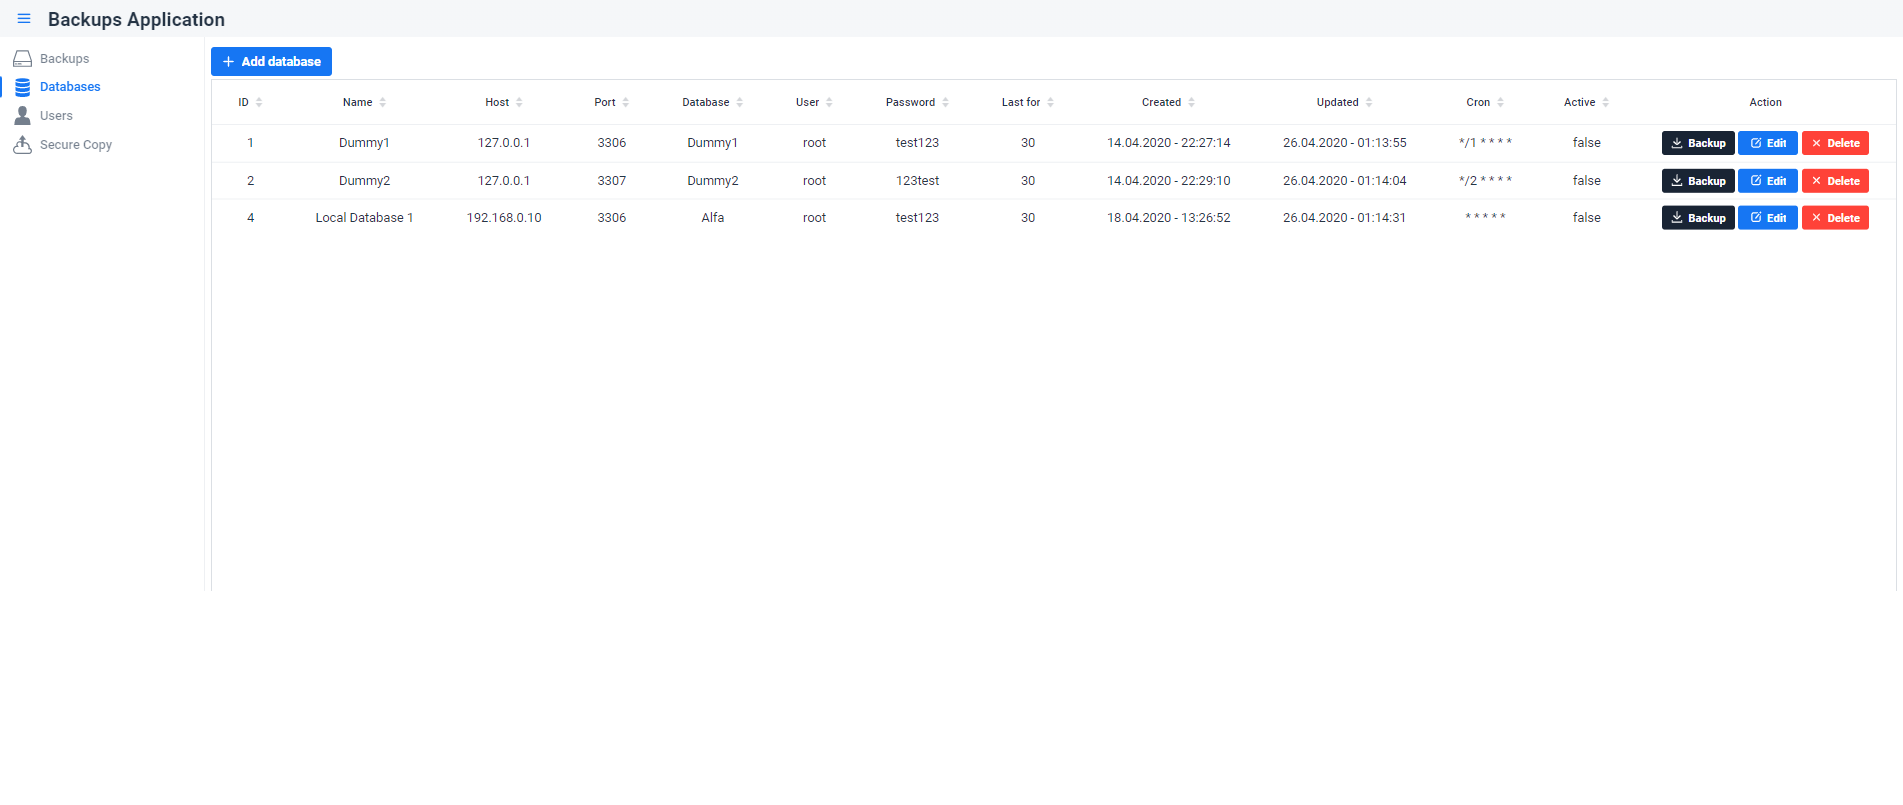 Backups Application
Backups
Databases
Users
Secure Copy
Add database
ID Name Host Port Database User Password Last for Created Updated Cron Active Action
1 Dummy1 127.0.0.1 3306 Dummy1 root test123 30 14.04.2020 - 22:27:14 26.04.2020 - 01:13:55 */1 * * * * false Backup Edit Delete
2 Dummy2 127.0.0.1 3307 Dummy2 root 123test 30 14.04.2020 - 22:29:10 26.04.2020 - 01:14:04 */2 * * * * false Backup Edit Delete
4 Local Database 1 192.168.0.10 3306 Alfa root test123 30 18.04.2020 - 13:26:52 26.04.2020 - 01:14:31 * * * * * false Backup Edit Delete